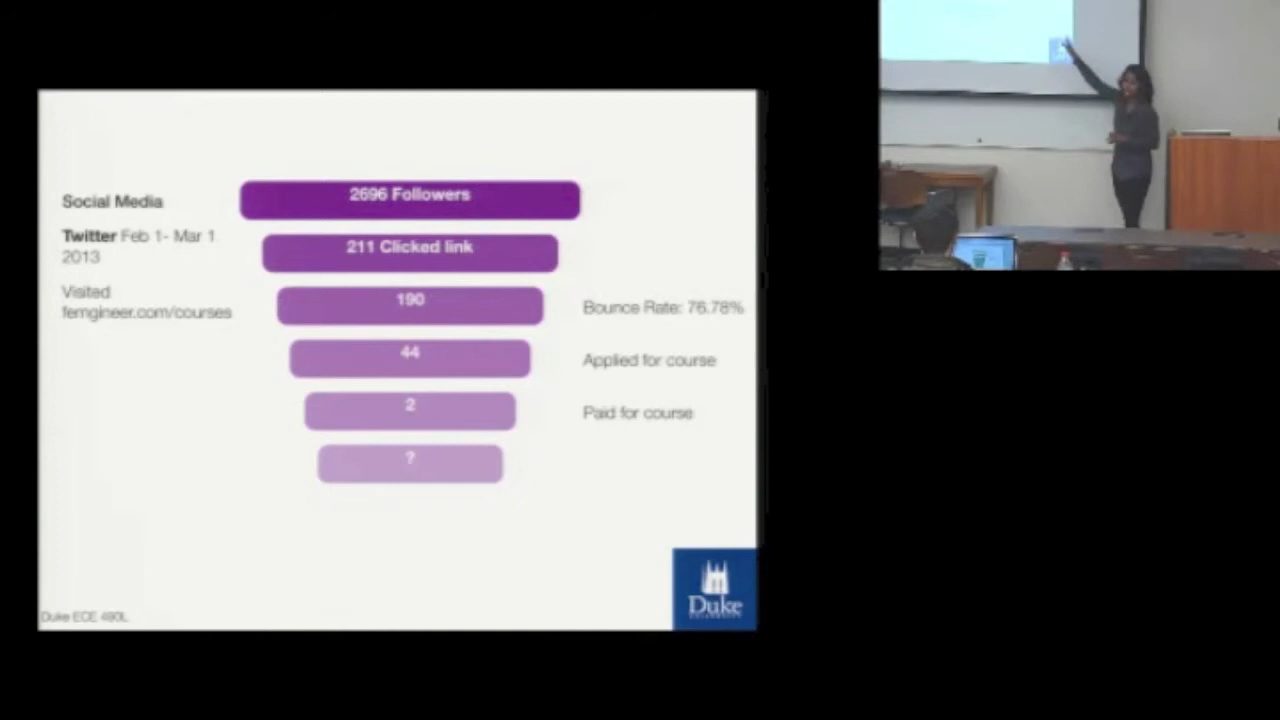 2696 Followers
Social Media
211 Clicked link
Twitter Feb 1- Mar 1
2013
190
Visited
femgineer.com/courses
Bounce Rate: 76.78%
44
Applied for course
2
Paid for course
?
Duke
UNIVERSITY
Duke ECE 490L